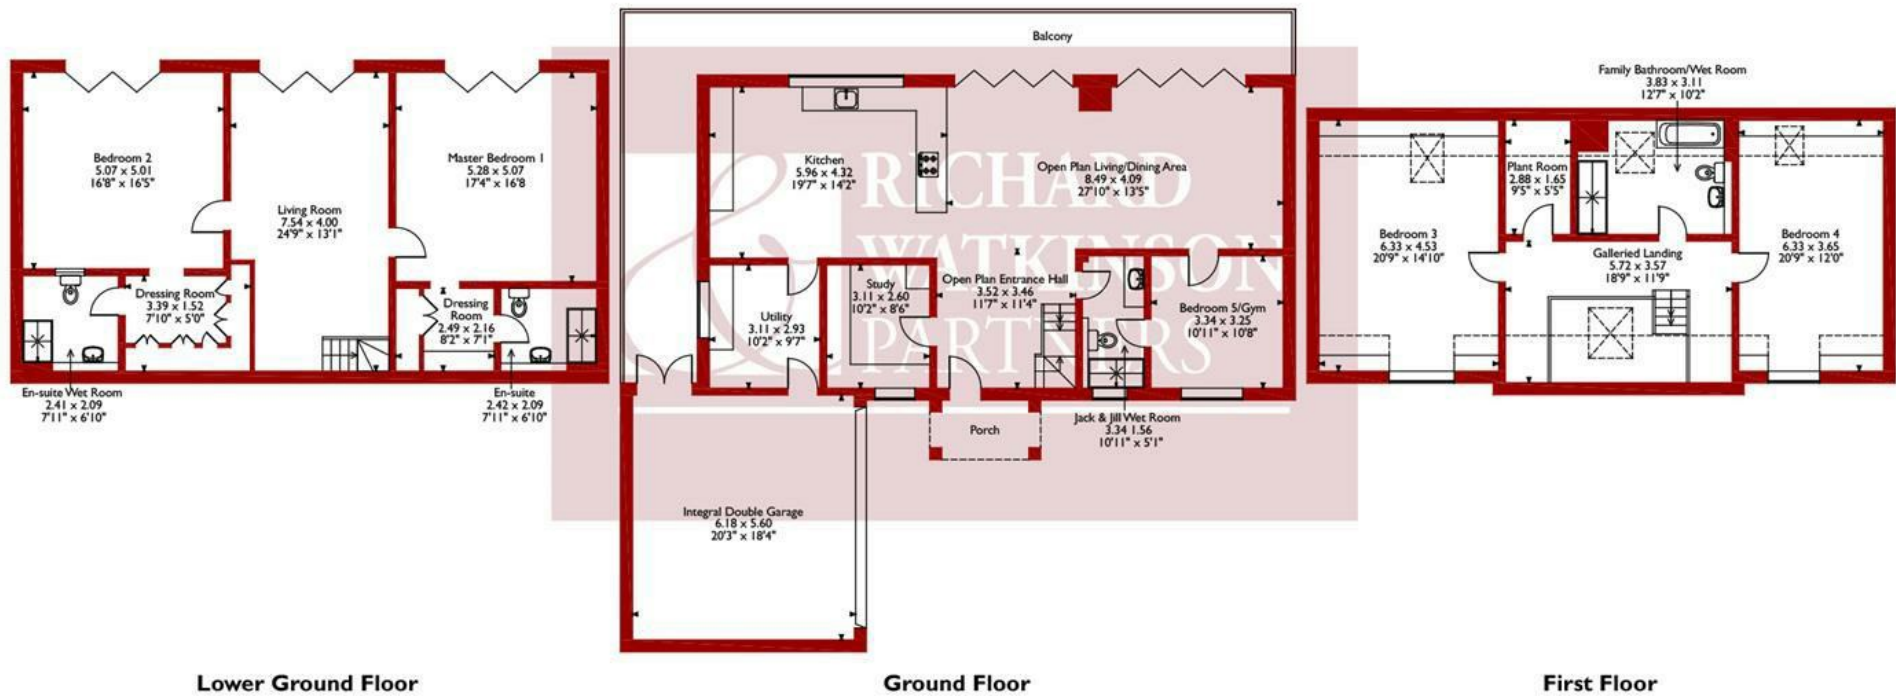 Bedroom 2
5.07 x 5.01
16'8" x 16'5"
Living Room
7.54 x 4.00
24'9" x 13'1"
Master Bedroom 1
5.28 x 5.07
17'4" x 16'8
Dressing Room
3.39 x 1.52
7'10" x 5'0"
Dressing
Room
2.49 x 2.16
8'2" x 7'1"
En-suite Wet Room
2.41 x 2.09
7'11" x 6'10"
En-suite
2.42 x 2.09
7'11" x 6'10"
Lower Ground Floor
Balcony
Kitchen
5.96 x 4.32
19'7" x 14'2"
Open Plan Living/Dining Area
8.49 x 4.09
27'10" x 13'5"
RICHARD
WATKINSON
PARTNERS
&
Utility
3.11 x 2.93
10'2" x 9'7"
Study
3.11 x 2.60
10'2" x 8'6"
Open Plan Entrance Hall
3.52 x 3.46
11'7" x 11'4"
Bedroom 5/Gym
3.34 x 3.25
10'11" x 10'8"
Jack & Jill Wet Room
3.34 1.56
10'11" x 5'1"
Porch
Integral Double Garage
6.18 x 5.60
20'3" x 18'4"
Ground Floor
Family Bathroom/Wet Room
3.83 x 3.11
12'7" x 10'2"
Plant Room
2.88 x 1.65
9'5" x 5'5"
Bedroom 3
6.33 x 4.53
20'9" x 14'10"
Galleried Landing
5.72 x 3.57
18'9" x 11'9"
Bedroom 4
6.33 x 3.65
20'9" x 12'0"
First Floor